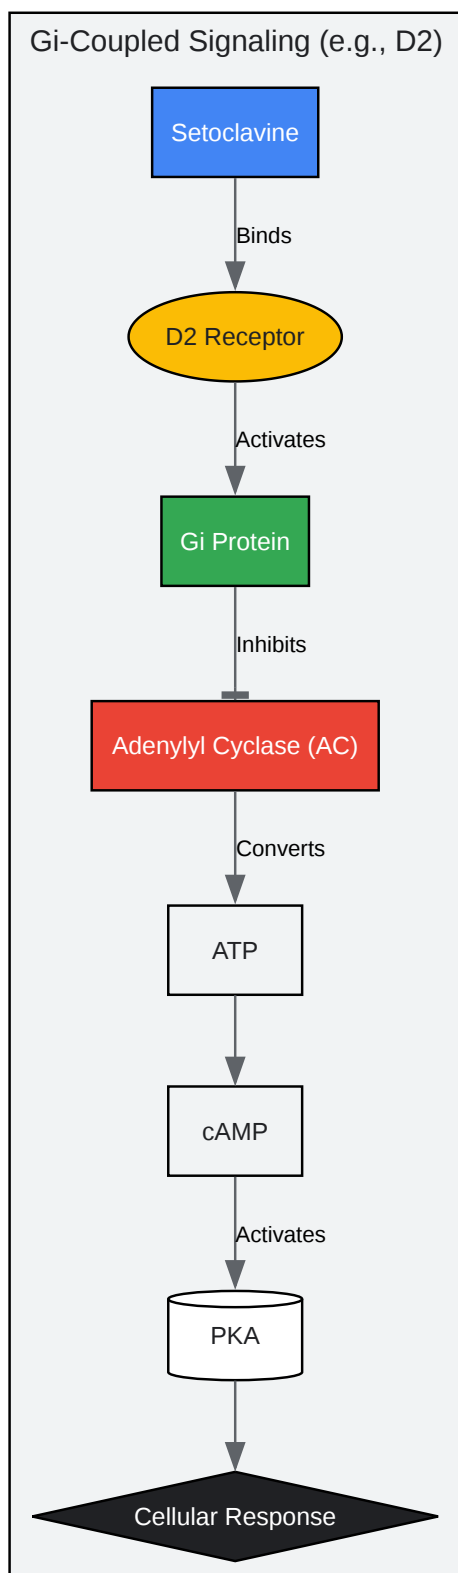 Gi-Coupled Signaling (e.g., D2)
Setoclavine
Binds
D2 Receptor
Activates
Gi Protein
Inhibits
Adenylyl Cyclase (AC)
Converts
ATP
cAMP
Activates
PKA
Cellular Response